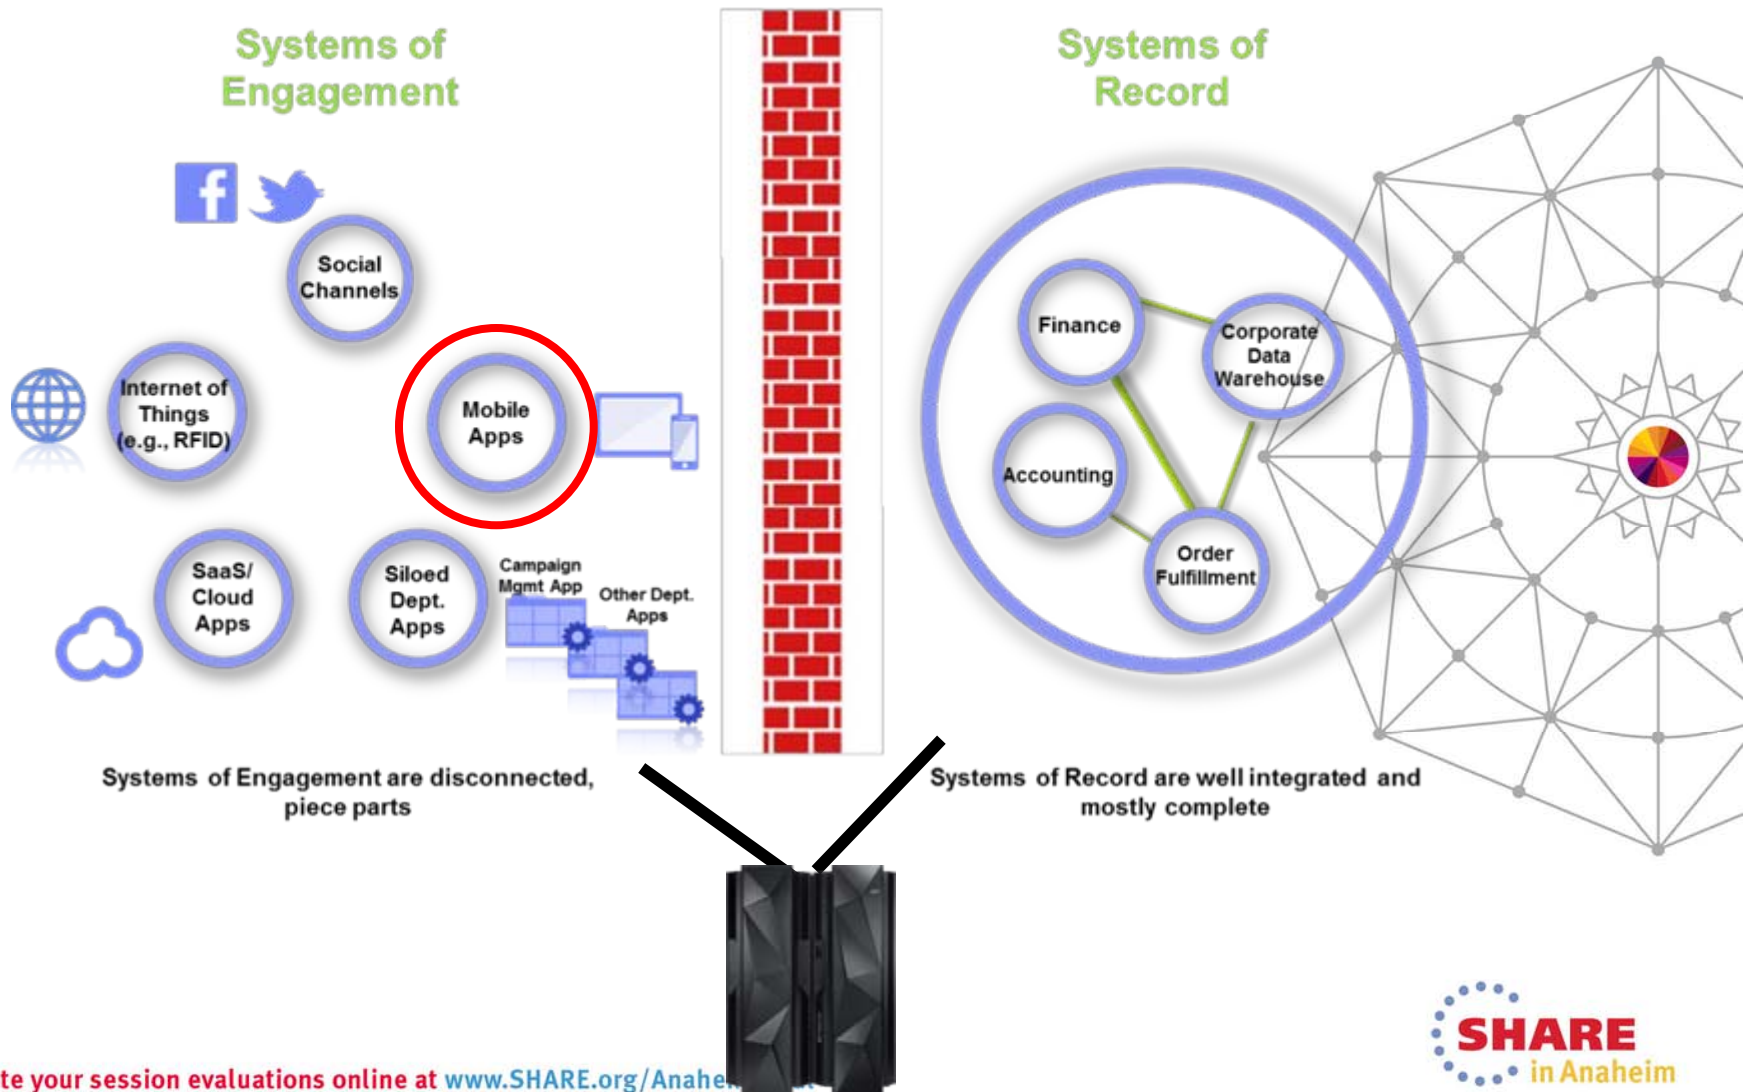 Systems of
Engagement
Systems of
Record
f
Social
Channels
Internet of
Things
(e.g., RFID)
Mobile
Apps
SaaS/
Cloud
Apps
Siloed
Dept.
Apps
Campaign
Mgmt App
Other Dept.
Apps
Finance
Corporate
Data
Warehouse
Accounting
Order
Fulfillment
Systems of Engagement are disconnected,
piece parts
Systems of Record are well integrated and
mostly complete
te your session evaluations online at www.SHARE.org/Anahe
SHARE
in Anaheim